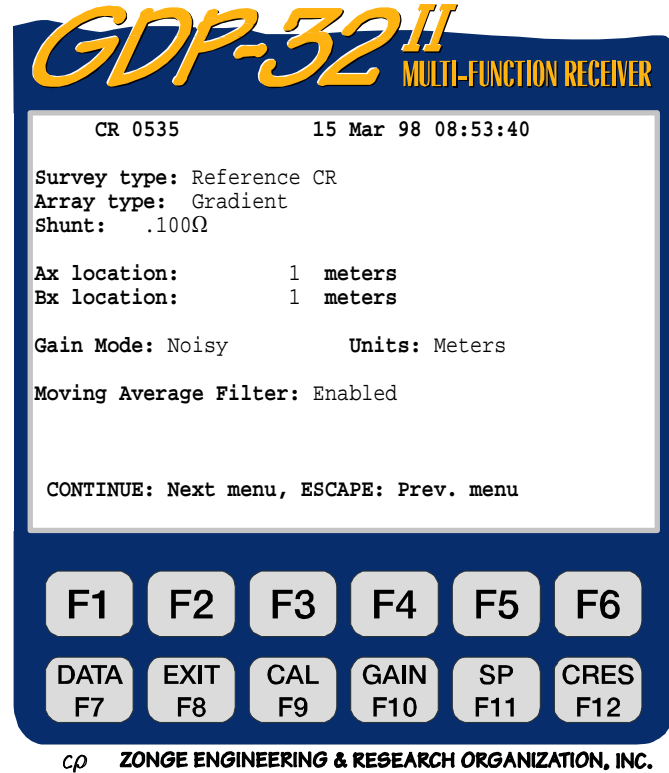 GDP-32 II
MULTI-FUNCTION RECEIVER
CR 0535 15 Mar 98 08:53:40
Survey type: Reference CR
Array type: Gradient
Shunt: .100Ω
Ax location: 1 meters
Bx location: 1 meters
Gain Mode: Noisy Units: Meters
Moving Average Filter: Enabled
CONTINUE: Next menu, ESCAPE: Prev. menu
F1 F2 F3 F4 F5 F6
DATA EXIT CAL GAIN SP CRES
F7 F8 F9 F10 F11 F12
cρ ZONGE ENGINEERING & RESEARCH ORGANIZATION, INC.